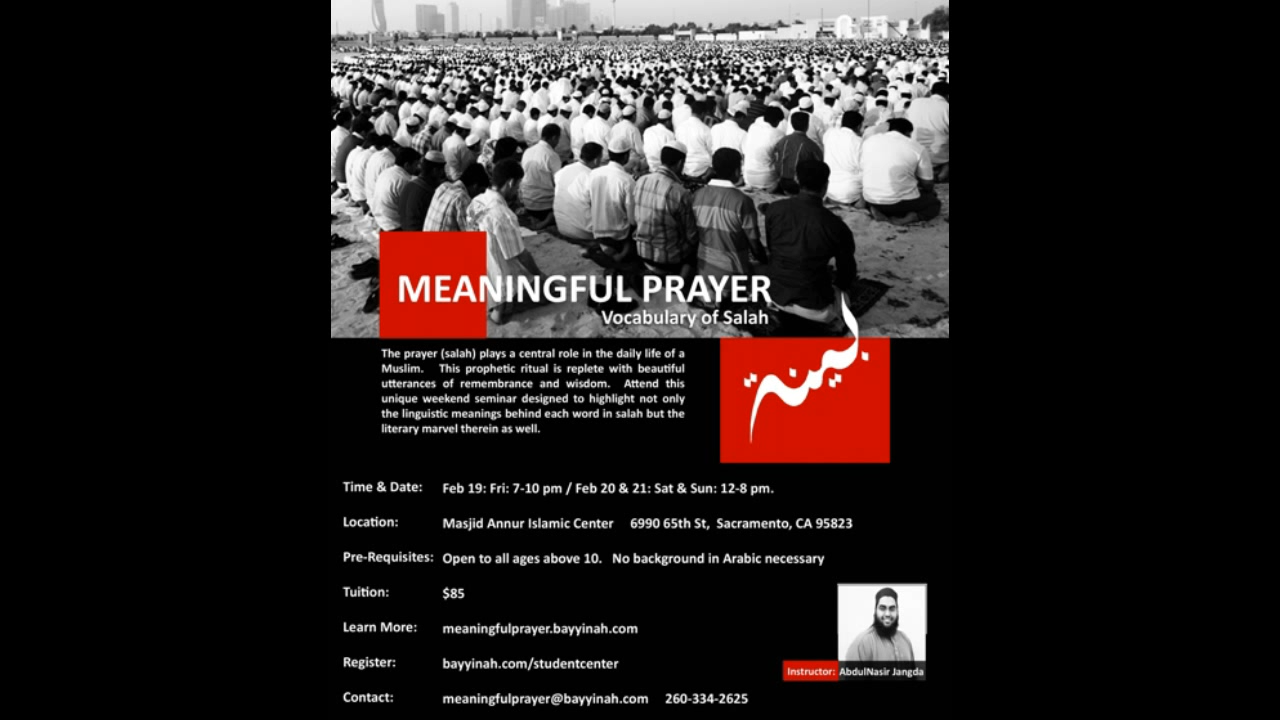 MEANINGFUL PRAYER
Vocabulary of Salah
The prayer (salah) plays a central role in the daily life of a
Muslim. This prophetic ritual is replete with beautiful
utterances of remembrance and wisdom. Attend this
unique weekend seminar designed to highlight not only
the linguistic meanings behind each word in salah but the
literary marvel therein as well.
بينة
Time & Date: Feb 19: Fri: 7-10 pm / Feb 20 & 21: Sat & Sun: 12-8 pm.
Location: Masjid Annur Islamic Center 6990 65th St, Sacramento, CA 95823
Pre-Requisites: Open to all ages above 10. No background in Arabic necessary
Tuition: $85
Learn More: meaningfulprayer.bayyinah.com
Register: bayyinah.com/studentcenter
Contact: meaningfulprayer@bayyinah.com 260-334-2625
Instructor: AbdulNasir Jangda